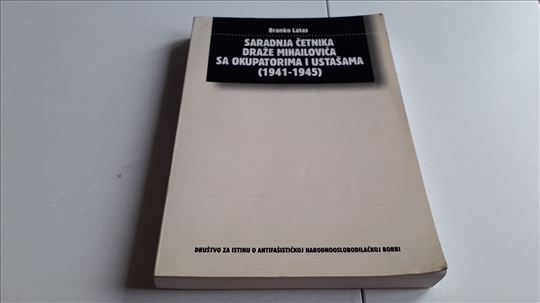 Branko Latas
SARADNJA ČETNIKA
DRAŽE MIHAILOVIĆA
SA OKUPATORIMA I USTAŠAMA
(1941-1945)
DRUŠTVO ZA ISTINU O ANTIFAŠISTIČKOJ NARODNOOSLOBODILAČKOJ BORBI